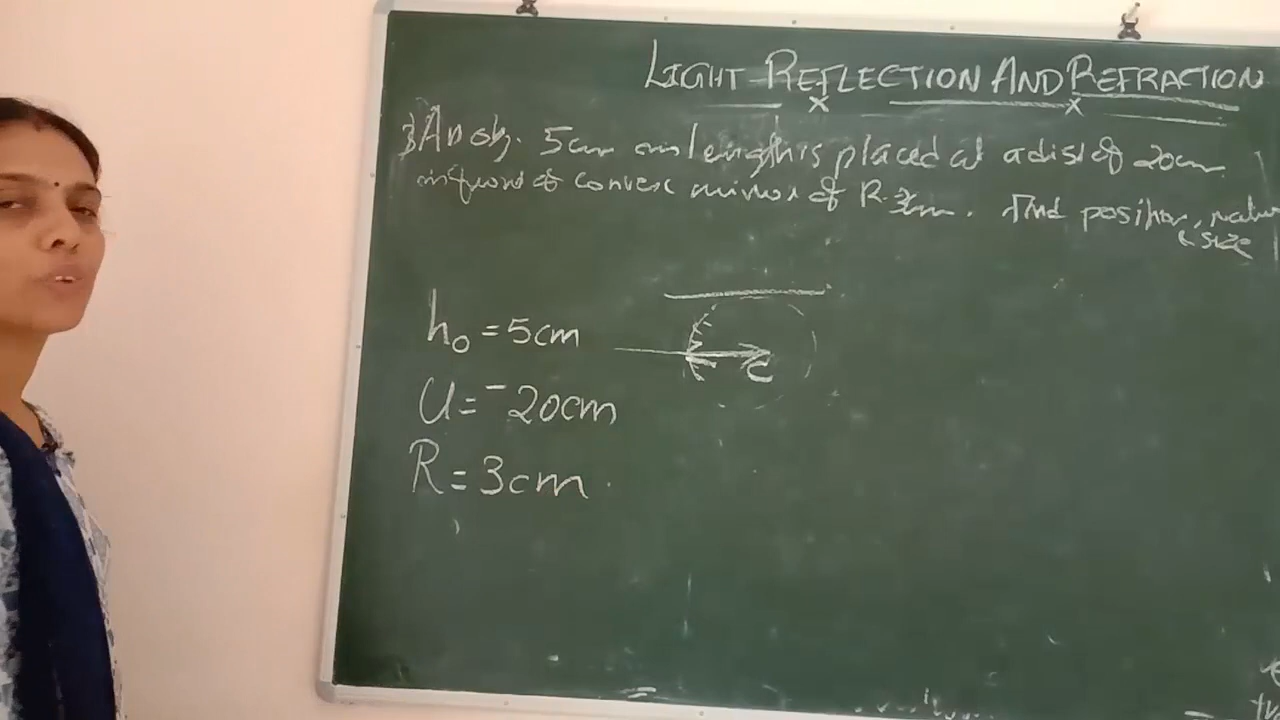 LIGHT REFLECTION AND REFRACTION
3) An obj. 5cm in length is placed at a dist of 20cm
in front of convex mirror of R 3cm. Find position, nature
& size
h₀ = 5cm
C
U = -20cm
R = 3cm